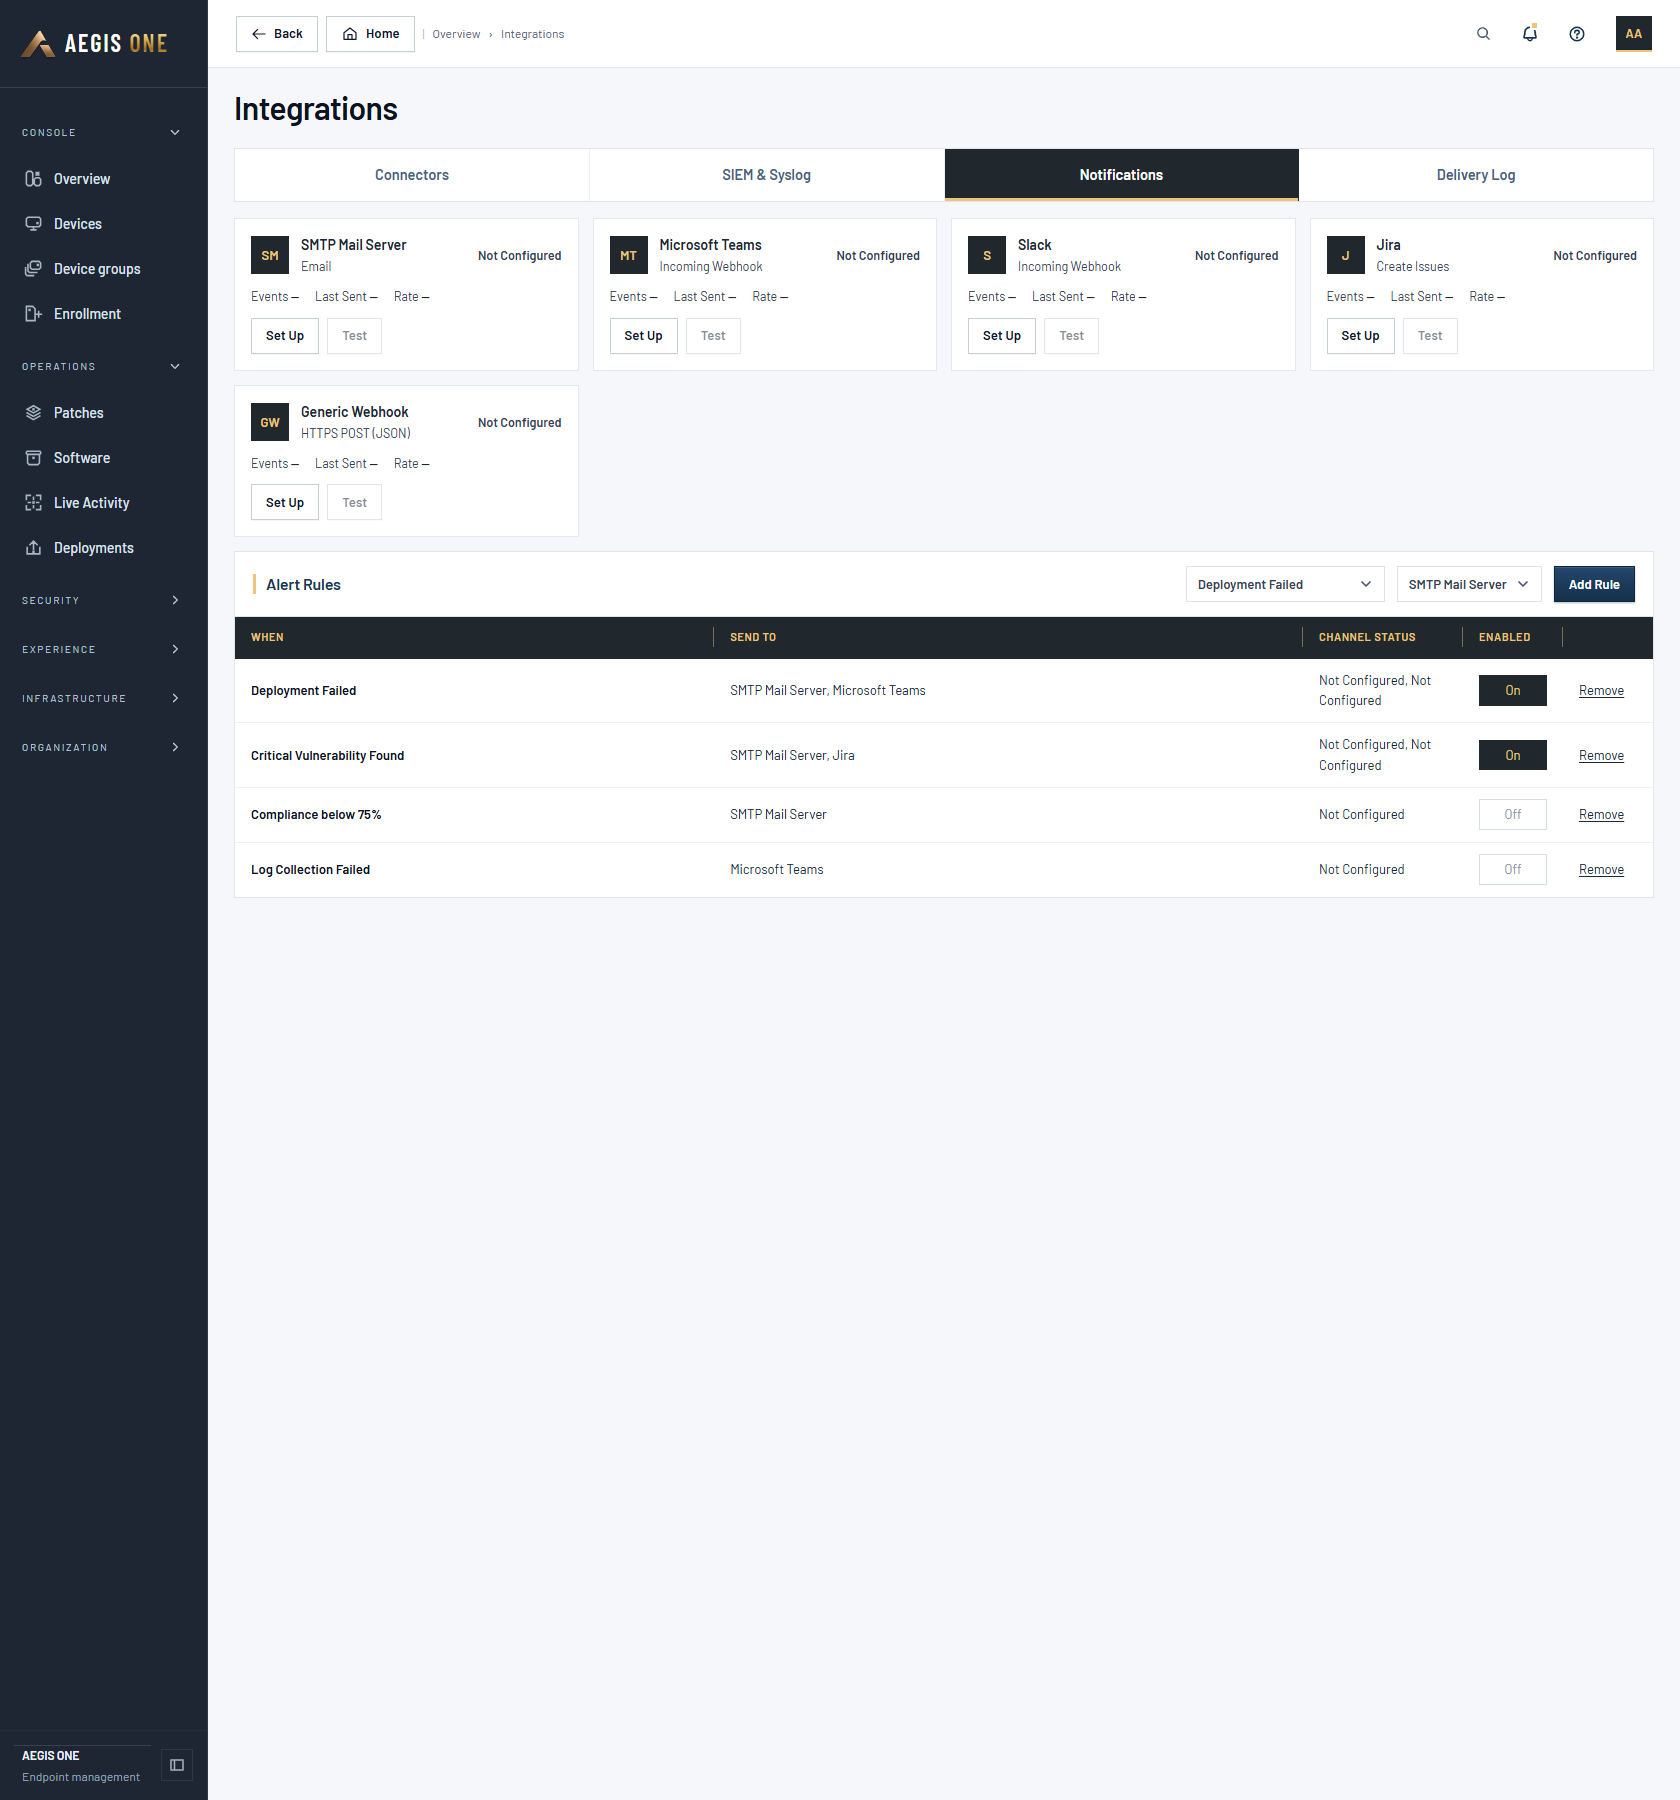 AEGIS ONE
CONSOLE
Overview
Devices
Device groups
Enrollment
OPERATIONS
Patches
Software
Live Activity
Deployments
SECURITY
EXPERIENCE
INFRASTRUCTURE
ORGANIZATION
AEGIS ONE
Endpoint management
Back Home Overview › Integrations AA
Integrations
Connectors SIEM & Syslog Notifications Delivery Log
SM SMTP Mail Server Not Configured
Email
Events — Last Sent — Rate —
Set Up Test
MT Microsoft Teams Not Configured
Incoming Webhook
Events — Last Sent — Rate —
Set Up Test
S Slack Not Configured
Incoming Webhook
Events — Last Sent — Rate —
Set Up Test
J Jira Not Configured
Create Issues
Events — Last Sent — Rate —
Set Up Test
GW Generic Webhook Not Configured
HTTPS POST (JSON)
Events — Last Sent — Rate —
Set Up Test
Alert Rules Deployment Failed SMTP Mail Server Add Rule
WHEN SEND TO CHANNEL STATUS ENABLED
Deployment Failed SMTP Mail Server, Microsoft Teams Not Configured, Not
Configured On Remove
Critical Vulnerability Found SMTP Mail Server, Jira Not Configured, Not
Configured On Remove
Compliance below 75% SMTP Mail Server Not Configured Off Remove
Log Collection Failed Microsoft Teams Not Configured Off Remove